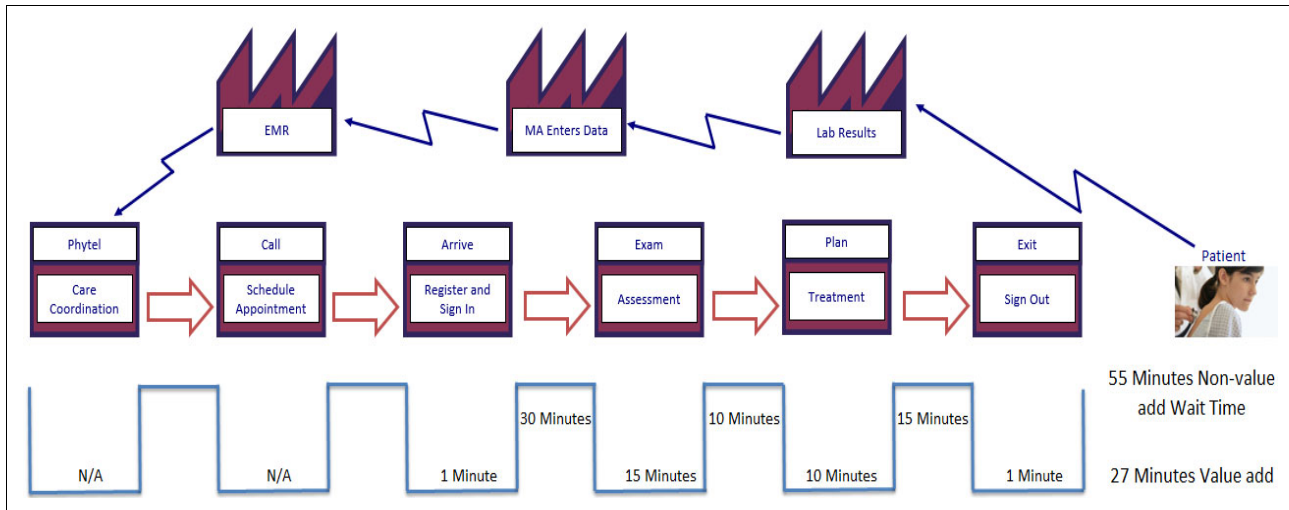 EMR
MA Enters Data
Lab Results
Phytel
Call
Arrive
Exam
Plan
Exit
Patient
Care
Coordination
Schedule
Appointment
Register and
Sign In
Assessment
Treatment
Sign Out
55 Minutes Non-value
add Wait Time
30 Minutes
10 Minutes
15 Minutes
N/A
N/A
1 Minute
15 Minutes
10 Minutes
1 Minute
27 Minutes Value add